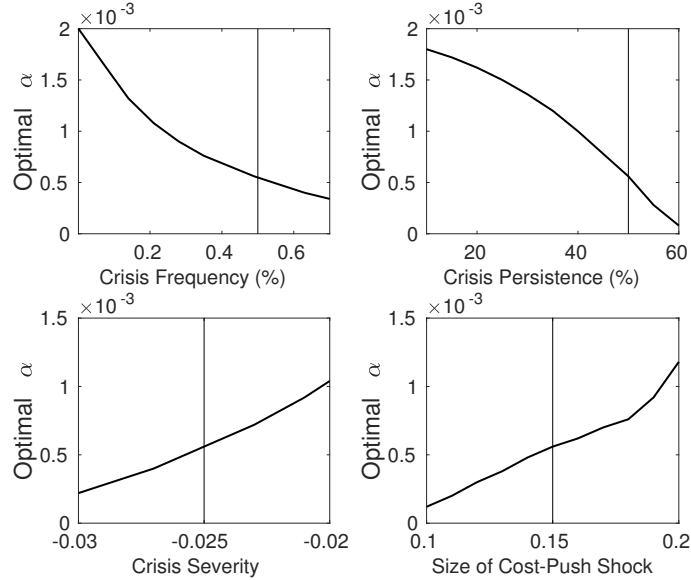 ×10 -3
2
1.5
1
0.5
0
Optimal α
0.2 0.4 0.6
Crisis Frequency (%)
×10 -3
2
1.5
1
0.5
0
Optimal α
20 40 60
Crisis Persistence (%)
×10 -3
1.5
1
0.5
0
Optimal α
-0.03 -0.025 -0.02
Crisis Severity
×10 -3
1.5
1
0.5
0
Optimal α
0.1 0.15 0.2
Size of Cost-Push Shock